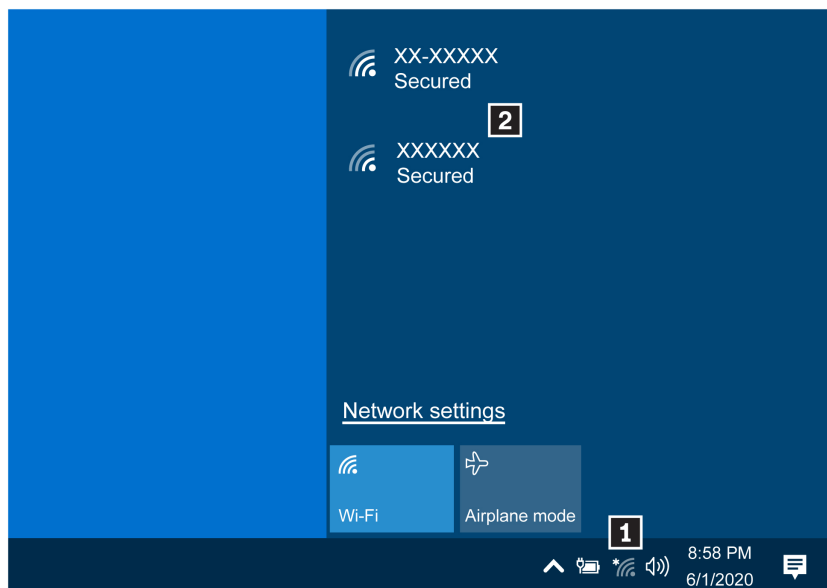 XX-XXXXX
Secured
2
XXXXXX
Secured
Network settings
Wi-Fi
Airplane mode
1
8:58 PM
6/1/2020